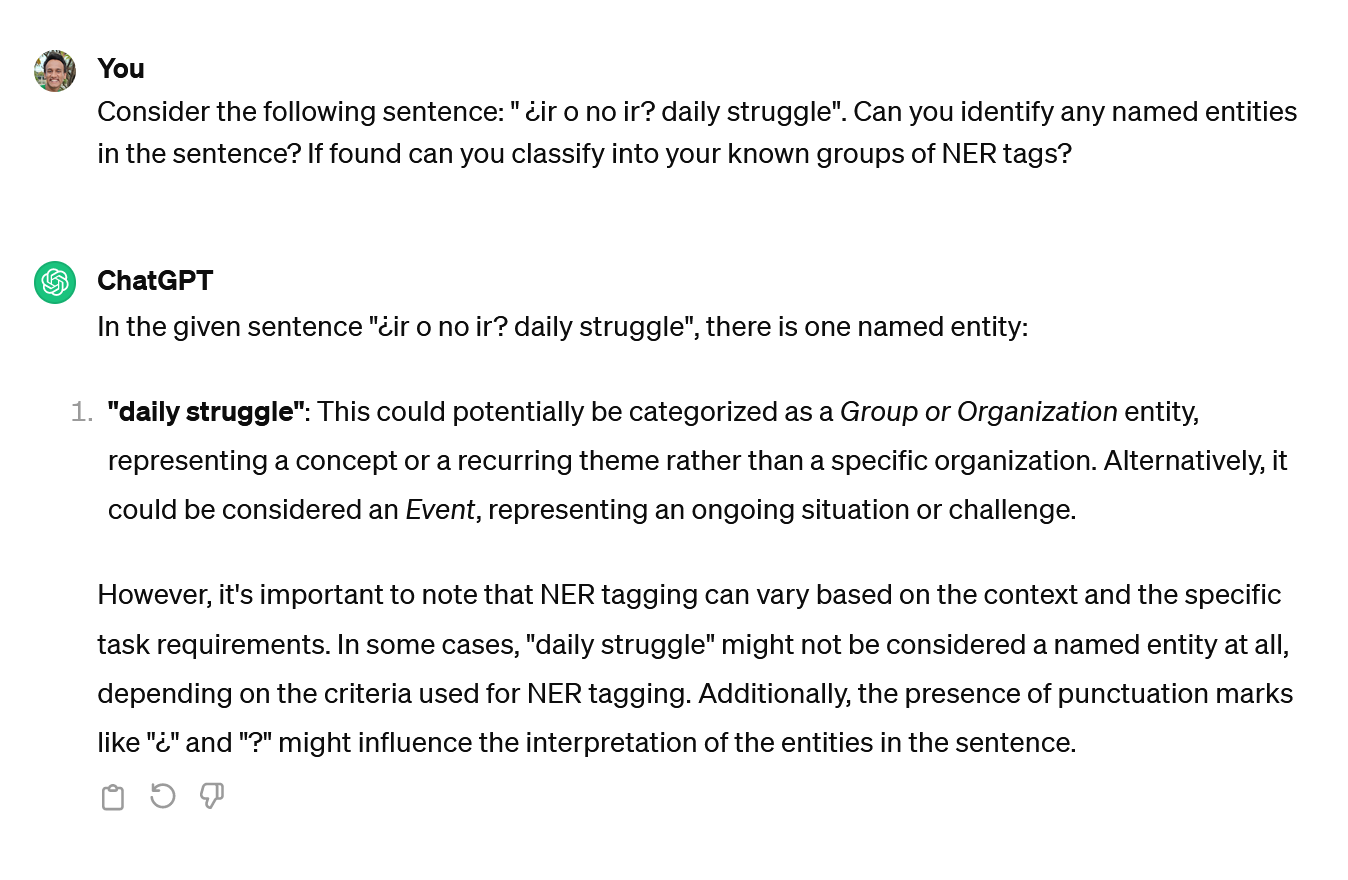 You
Consider the following sentence: " ¿ir o no ir? daily struggle". Can you identify any named entities
in the sentence? If found can you classify into your known groups of NER tags?
ChatGPT
In the given sentence "¿ir o no ir? daily struggle", there is one named entity:
1. "daily struggle": This could potentially be categorized as a Group or Organization entity,
representing a concept or a recurring theme rather than a specific organization. Alternatively, it
could be considered an Event, representing an ongoing situation or challenge.
However, it's important to note that NER tagging can vary based on the context and the specific
task requirements. In some cases, "daily struggle" might not be considered a named entity at all,
depending on the criteria used for NER tagging. Additionally, the presence of punctuation marks
like "¿" and "?" might influence the interpretation of the entities in the sentence.